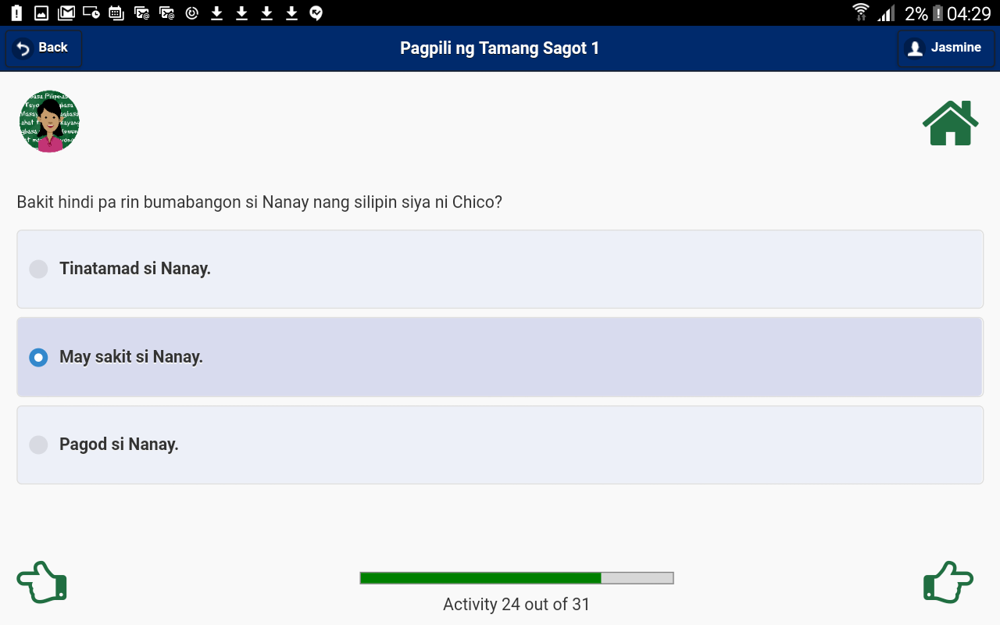 2% 04:29
Back
Pagpili ng Tamang Sagot 1
Jasmine
Bakit hindi pa rin bumabangon si Nanay nang silipin siya ni Chico?
Tinatamad si Nanay.
May sakit si Nanay.
Pagod si Nanay.
Activity 24 out of 31